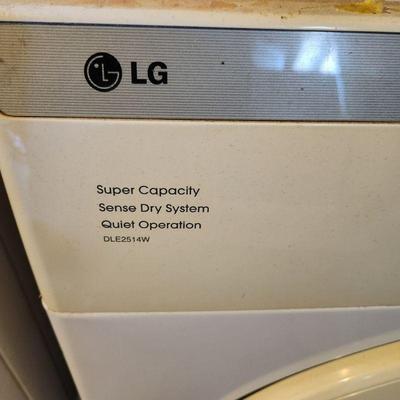 LG
Super Capacity
Sense Dry System
Quiet Operation
DLE2514W